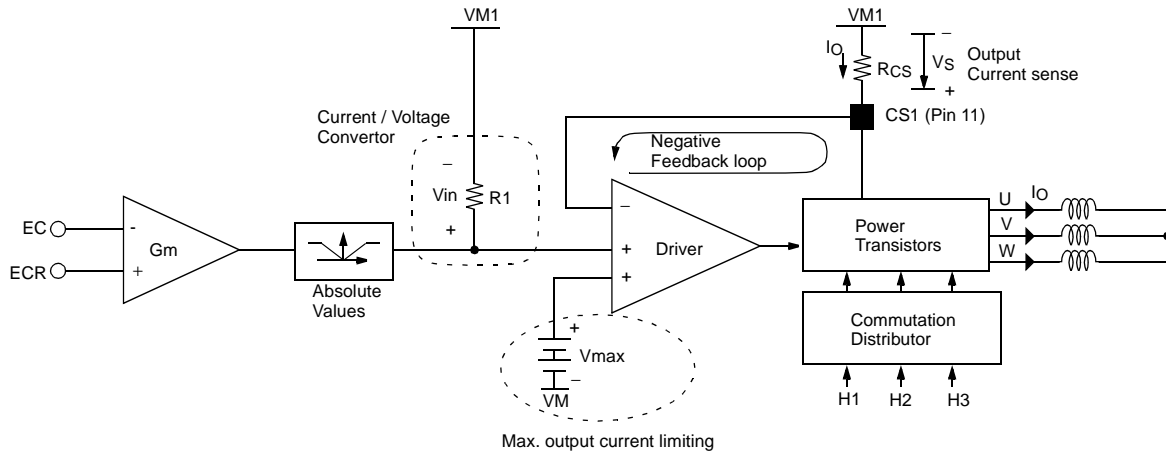 VM1
VM1
IO
RCS
−
VS
+
Output
Current sense
CS1 (Pin 11)
Current / Voltage
Convertor
−
Vin
+
R1
Negative
Feedback loop
EC
ECR
-
+
Gm
Absolute
Values
−
+
+
Driver
Power
Transistors
U
V
W
IO
Commutation
Distributor
H1
H2
H3
+
Vmax
−
VM
Max. output current limiting